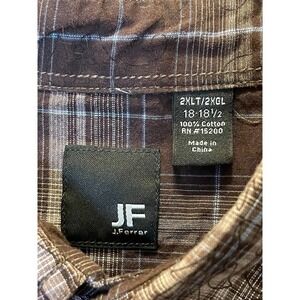 2XLT/2XGL
18-18½
100% Cotton
RN #15200
Made in
China
JF
J.Ferrar